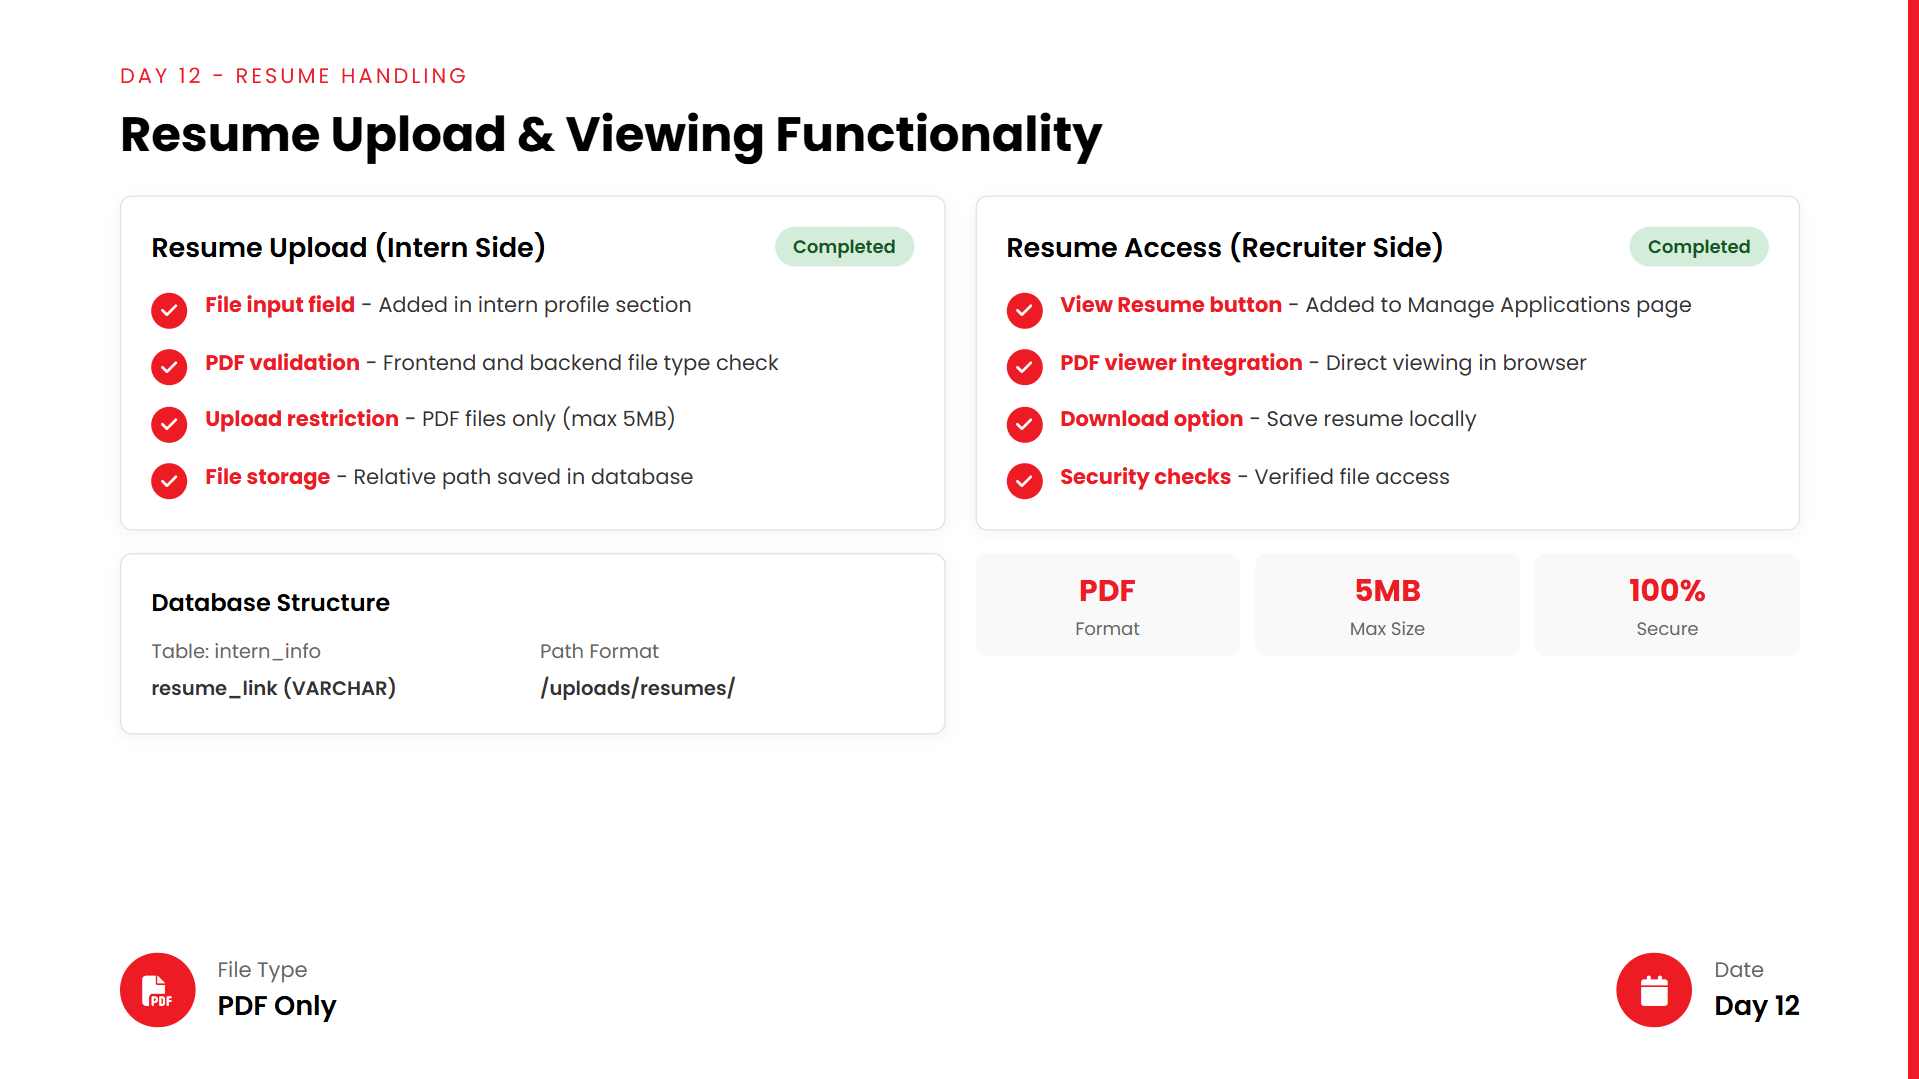 DAY 12 - RESUME HANDLING
Resume Upload & Viewing Functionality
Resume Upload (Intern Side)
Completed
File input field - Added in intern profile section
PDF validation - Frontend and backend file type check
Upload restriction - PDF files only (max 5MB)
File storage - Relative path saved in database
Resume Access (Recruiter Side)
Completed
View Resume button - Added to Manage Applications page
PDF viewer integration - Direct viewing in browser
Download option - Save resume locally
Security checks - Verified file access
Database Structure
Table: intern_info
resume_link (VARCHAR)
Path Format
/uploads/resumes/
PDF
Format
5MB
Max Size
100%
Secure
PDF
File Type
PDF Only
Date
Day 12